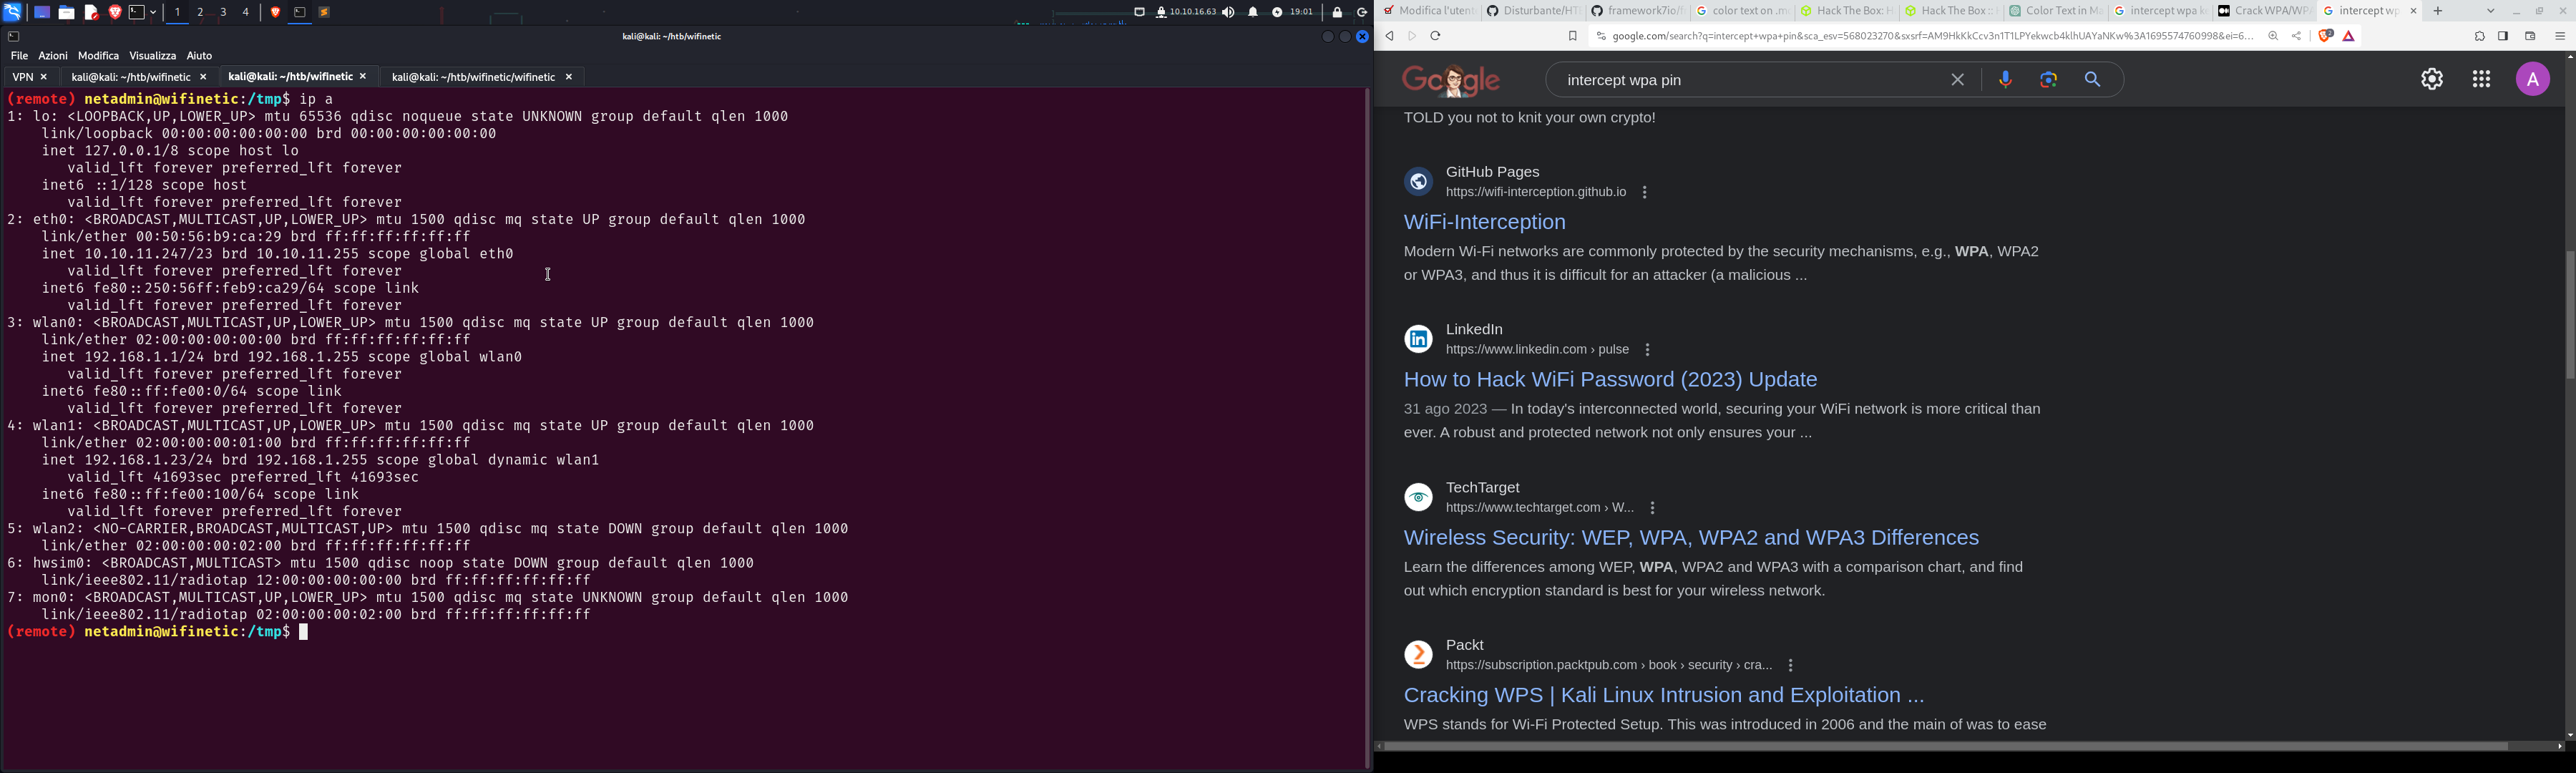 1 2 3 4 10.10.16.63 19:01
kali@kali: ~/htb/wifinetic
File Azioni Modifica Visualizza Aiuto
VPN × kali@kali: ~/htb/wifinetic × kali@kali: ~/htb/wifinetic × kali@kali: ~/htb/wifinetic/wifinetic ×
(remote) netadmin@wifinetic:/tmp$ ip a
1: lo: <LOOPBACK,UP,LOWER_UP> mtu 65536 qdisc noqueue state UNKNOWN group default qlen 1000
link/loopback 00:00:00:00:00:00 brd 00:00:00:00:00:00
inet 127.0.0.1/8 scope host lo
valid_lft forever preferred_lft forever
inet6 ::1/128 scope host
valid_lft forever preferred_lft forever
2: eth0: <BROADCAST,MULTICAST,UP,LOWER_UP> mtu 1500 qdisc mq state UP group default qlen 1000
link/ether 00:50:56:b9:ca:29 brd ff:ff:ff:ff:ff:ff
inet 10.10.11.247/23 brd 10.10.11.255 scope global eth0
valid_lft forever preferred_lft forever
inet6 fe80::250:56ff:feb9:ca29/64 scope link
valid_lft forever preferred_lft forever
3: wlan0: <BROADCAST,MULTICAST,UP,LOWER_UP> mtu 1500 qdisc mq state UP group default qlen 1000
link/ether 02:00:00:00:00:00 brd ff:ff:ff:ff:ff:ff
inet 192.168.1.1/24 brd 192.168.1.255 scope global wlan0
valid_lft forever preferred_lft forever
inet6 fe80::ff:fe00:0/64 scope link
valid_lft forever preferred_lft forever
4: wlan1: <BROADCAST,MULTICAST,UP,LOWER_UP> mtu 1500 qdisc mq state UP group default qlen 1000
link/ether 02:00:00:00:01:00 brd ff:ff:ff:ff:ff:ff
inet 192.168.1.23/24 brd 192.168.1.255 scope global dynamic wlan1
valid_lft 41693sec preferred_lft 41693sec
inet6 fe80::ff:fe00:100/64 scope link
valid_lft forever preferred_lft forever
5: wlan2: <NO-CARRIER,BROADCAST,MULTICAST,UP> mtu 1500 qdisc mq state DOWN group default qlen 1000
link/ether 02:00:00:00:02:00 brd ff:ff:ff:ff:ff:ff
6: hwsim0: <BROADCAST,MULTICAST> mtu 1500 qdisc noop state DOWN group default qlen 1000
link/ieee802.11/radiotap 12:00:00:00:00:00 brd ff:ff:ff:ff:ff:ff
7: mon0: <BROADCAST,MULTICAST,UP,LOWER_UP> mtu 1500 qdisc mq state UNKNOWN group default qlen 1000
link/ieee802.11/radiotap 02:00:00:00:02:00 brd ff:ff:ff:ff:ff:ff
(remote) netadmin@wifinetic:/tmp$
Modifica l'utent Disturbante/HT framework7io/ color text on .m Hack The Box: H Hack The Box :: Color Text in Ma intercept wpa k Crack WPA/WP intercept wp
google.com/search?q=intercept+wpa+pin&sca_esv=568023270&sxsrf=AM9HkKkCcv3n1T1LPYekwcb4klhUAYaNKw%3A1695574760998&ei=6...
Google intercept wpa pin A
TOLD you not to knit your own crypto!
GitHub Pages
https://wifi-interception.github.io
WiFi-Interception
Modern Wi-Fi networks are commonly protected by the security mechanisms, e.g., WPA, WPA2
or WPA3, and thus it is difficult for an attacker (a malicious ...
LinkedIn
https://www.linkedin.com › pulse
How to Hack WiFi Password (2023) Update
31 ago 2023 — In today's interconnected world, securing your WiFi network is more critical than
ever. A robust and protected network not only ensures your ...
TechTarget
https://www.techtarget.com › W...
Wireless Security: WEP, WPA, WPA2 and WPA3 Differences
Learn the differences among WEP, WPA, WPA2 and WPA3 with a comparison chart, and find
out which encryption standard is best for your wireless network.
Packt
https://subscription.packtpub.com › book › security › cra...
Cracking WPS | Kali Linux Intrusion and Exploitation ...
WPS stands for Wi-Fi Protected Setup. This was introduced in 2006 and the main of was to ease